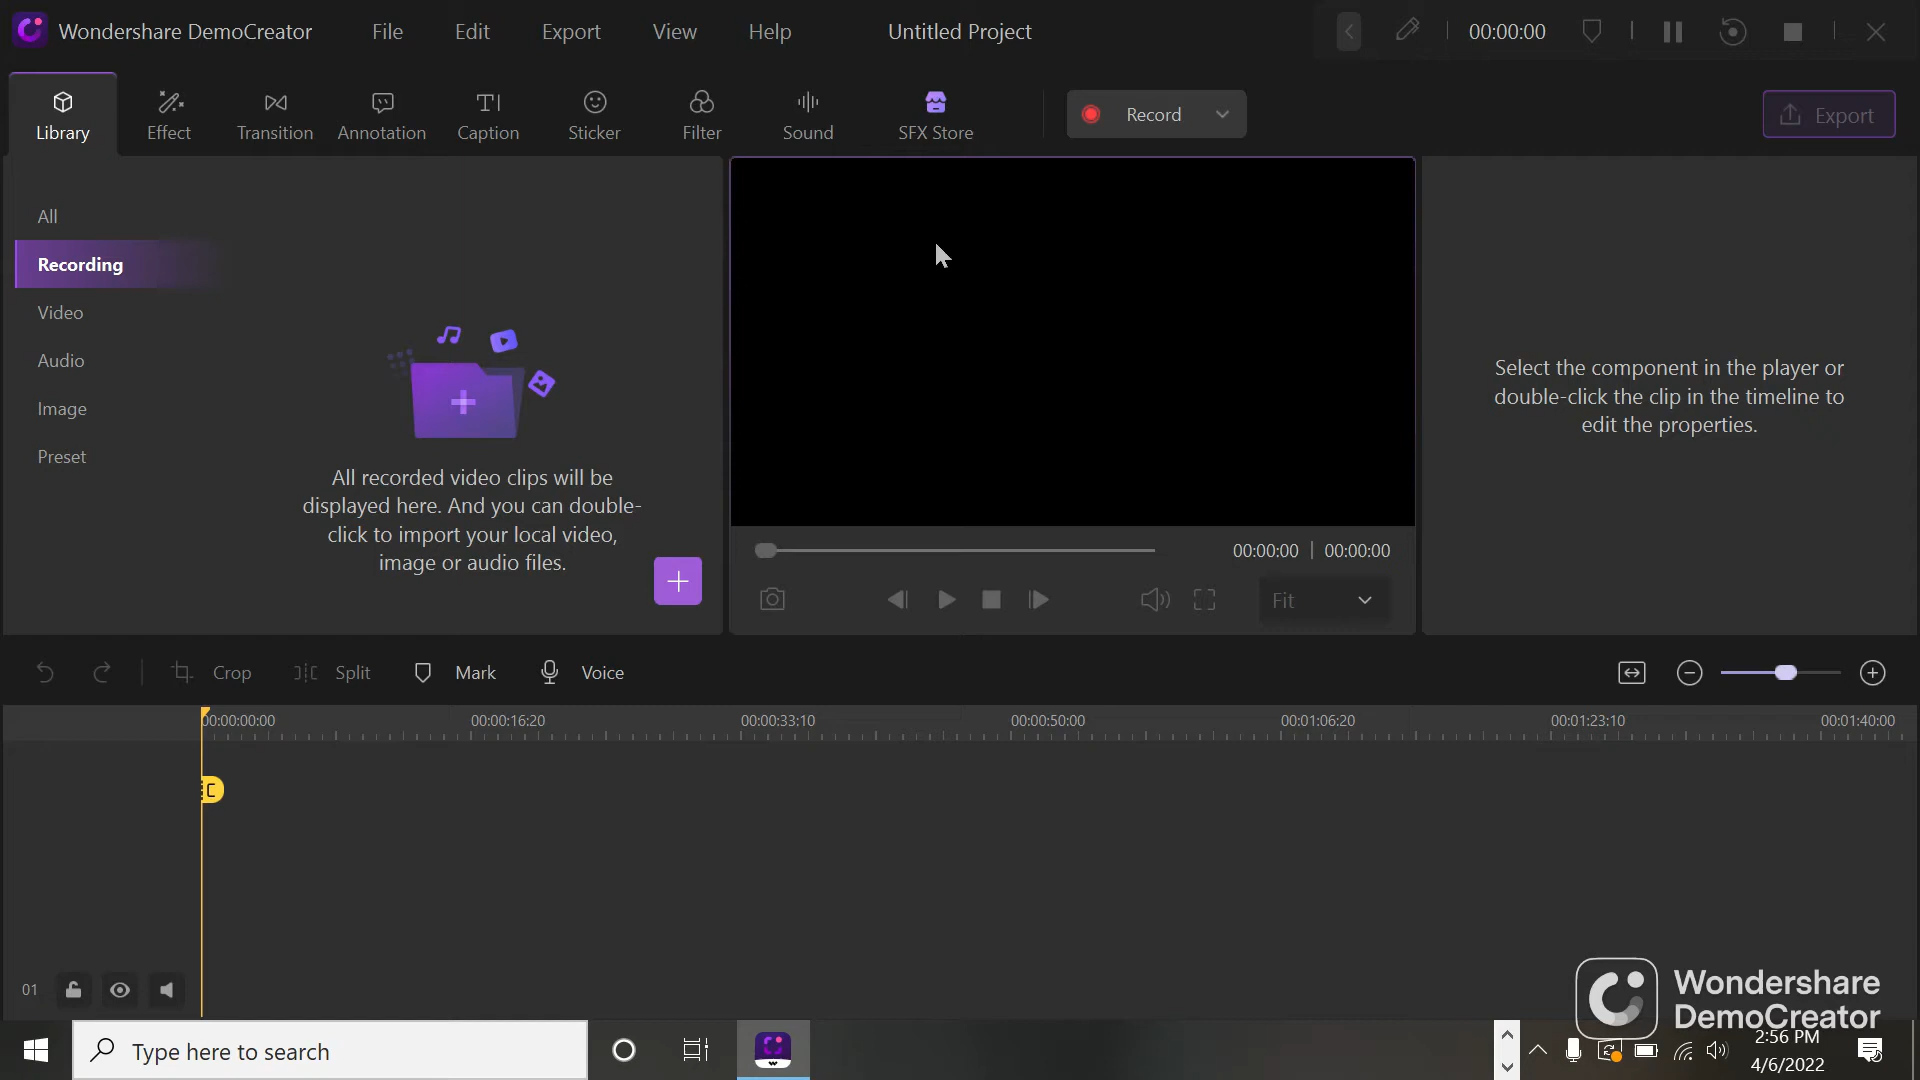 Wondershare DemoCreator
File
Edit
Export
View
Help
Untitled Project
00:00:00
Library
Effect
Transition
Annotation
Caption
Sticker
Filter
Sound
SFX Store
Record
Export
All
Recording
Video
Audio
Image
Preset
All recorded video clips will be
displayed here. And you can double-
click to import your local video,
image or audio files.
00:00:00 | 00:00:00
Fit
Select the component in the player or
double-click the clip in the timeline to
edit the properties.
Crop
Split
Mark
Voice
00:00:00:00
00:00:16:20
00:00:33:10
00:00:50:00
00:01:06:20
00:01:23:10
00:01:40:00
01
Wondershare
DemoCreator
Type here to search
2:56 PM
4/6/2022